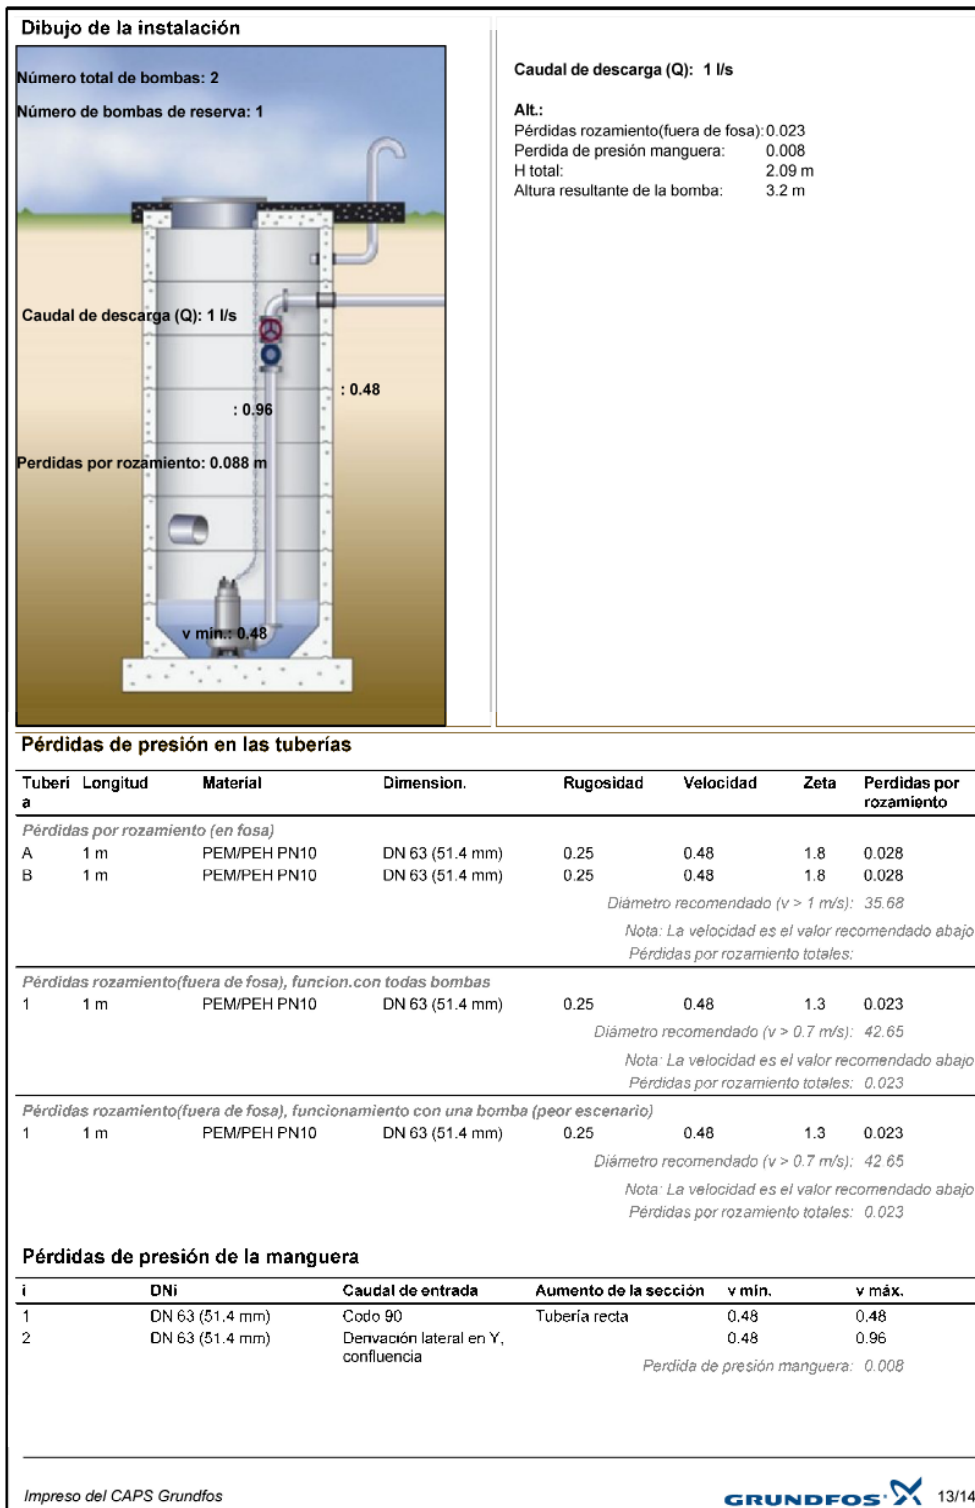 Dibujo de la instalación
Número total de bombas: 2
Número de bombas de reserva: 1
Caudal de descarga (Q): 1 l/s
: 0.48
: 0.96
Perdidas por rozamiento: 0.088 m
v min.: 0.48
Caudal de descarga (Q): 1 l/s
Alt.:
Pérdidas rozamiento(fuera de fosa): 0.023
Perdida de presión manguera: 0.008
H total: 2.09 m
Altura resultante de la bomba: 3.2 m
Pérdidas de presión en las tuberías
Tuberí Longitud Material Dimension. Rugosidad Velocidad Zeta Perdidas por
a rozamiento
Pérdidas por rozamiento (en fosa)
A 1 m PEM/PEH PN10 DN 63 (51.4 mm) 0.25 0.48 1.8 0.028
B 1 m PEM/PEH PN10 DN 63 (51.4 mm) 0.25 0.48 1.8 0.028
Diámetro recomendado (v > 1 m/s): 35.68
Nota: La velocidad es el valor recomendado abajo
Pérdidas por rozamiento totales:
Pérdidas rozamiento(fuera de fosa), funcion.con todas bombas
1 1 m PEM/PEH PN10 DN 63 (51.4 mm) 0.25 0.48 1.3 0.023
Diámetro recomendado (v > 0.7 m/s): 42.65
Nota: La velocidad es el valor recomendado abajo
Pérdidas por rozamiento totales: 0.023
Pérdidas rozamiento(fuera de fosa), funcionamiento con una bomba (peor escenario)
1 1 m PEM/PEH PN10 DN 63 (51.4 mm) 0.25 0.48 1.3 0.023
Diámetro recomendado (v > 0.7 m/s): 42.65
Nota: La velocidad es el valor recomendado abajo
Pérdidas por rozamiento totales: 0.023
Pérdidas de presión de la manguera
i DNi Caudal de entrada Aumento de la sección v mín. v máx.
1 DN 63 (51.4 mm) Codo 90 Tubería recta 0.48 0.48
2 DN 63 (51.4 mm) Derivación lateral en Y, 0.48 0.96
confluencia
Perdida de presión manguera: 0.008
Impreso del CAPS Grundfos
GRUNDFOS 13/14